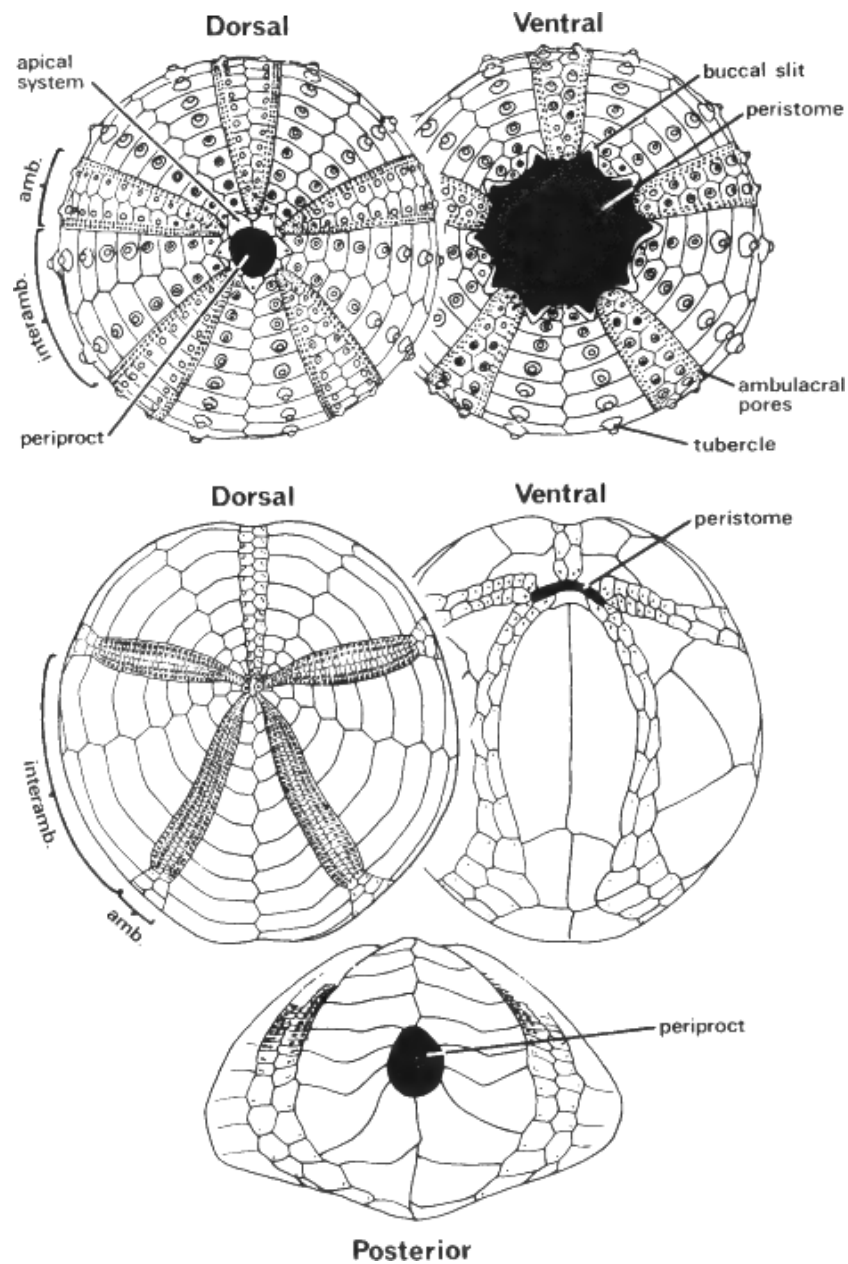 Dorsal
Ventral
apical
system
buccal slit
peristome
amb.
interamb.
periproct
ambulacral
pores
tubercle
Dorsal
Ventral
peristome
interamb.
amb.
periproct
Posterior